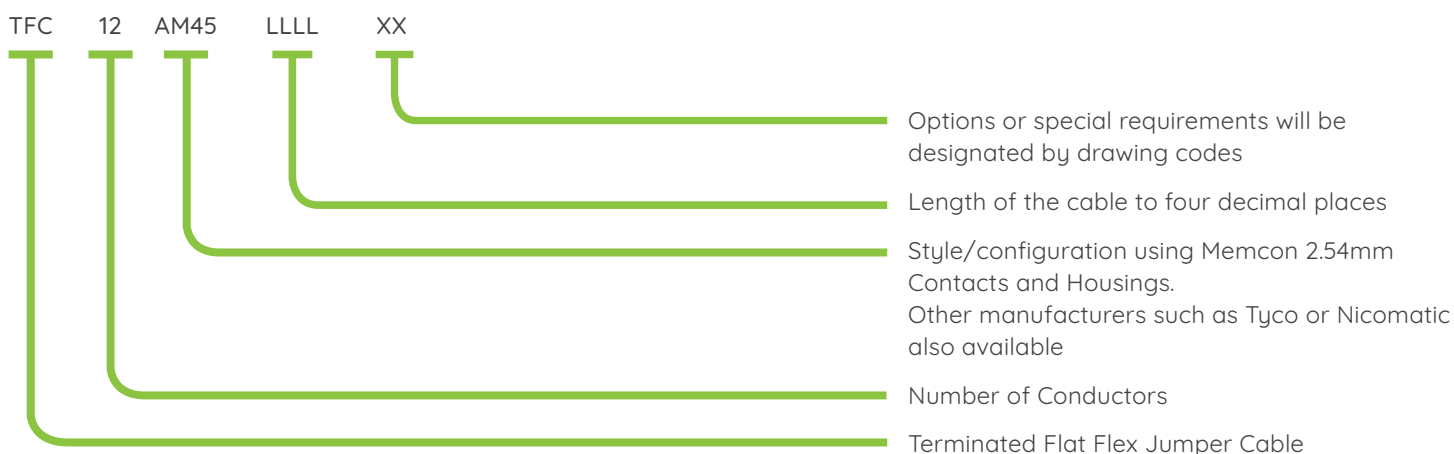 TFC 12 AM45 LLLL XX
Options or special requirements will be
designated by drawing codes
Length of the cable to four decimal places
Style/configuration using Memcon 2.54mm
Contacts and Housings.
Other manufacturers such as Tyco or Nicomatic
also available
Number of Conductors
Terminated Flat Flex Jumper Cable